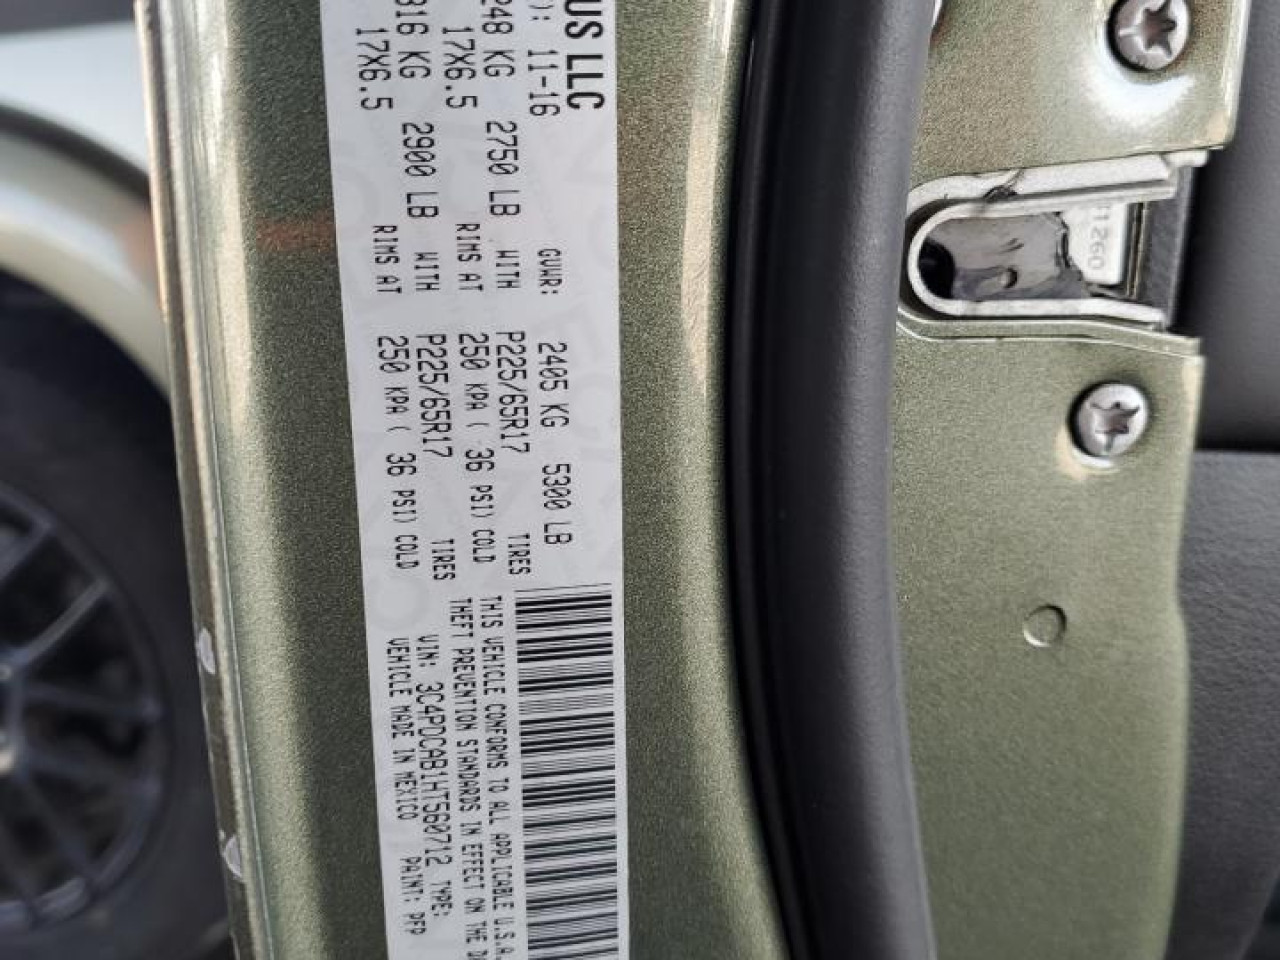 US LLC
): 11-16 GVWR: 2405 KG 5300 LB
248 KG 2750 LB WITH P225/65R17 TIRES
17X6.5 RIMS AT 250 KPA ( 36 PSI) COLD
816 KG 2900 LB WITH P225/65R17 TIRES
17X6.5 RIMS AT 250 KPA ( 36 PSI) COLD
THIS VEHICLE CONFORMS TO ALL APPLICABLE U.S.A.
THEFT PREVENTION STANDARDS IN EFFECT ON THE
VIN: 3C4PDCAB1HT560712 TYPE:
VEHICLE MADE IN MEXICO PAINT: PFP
1260